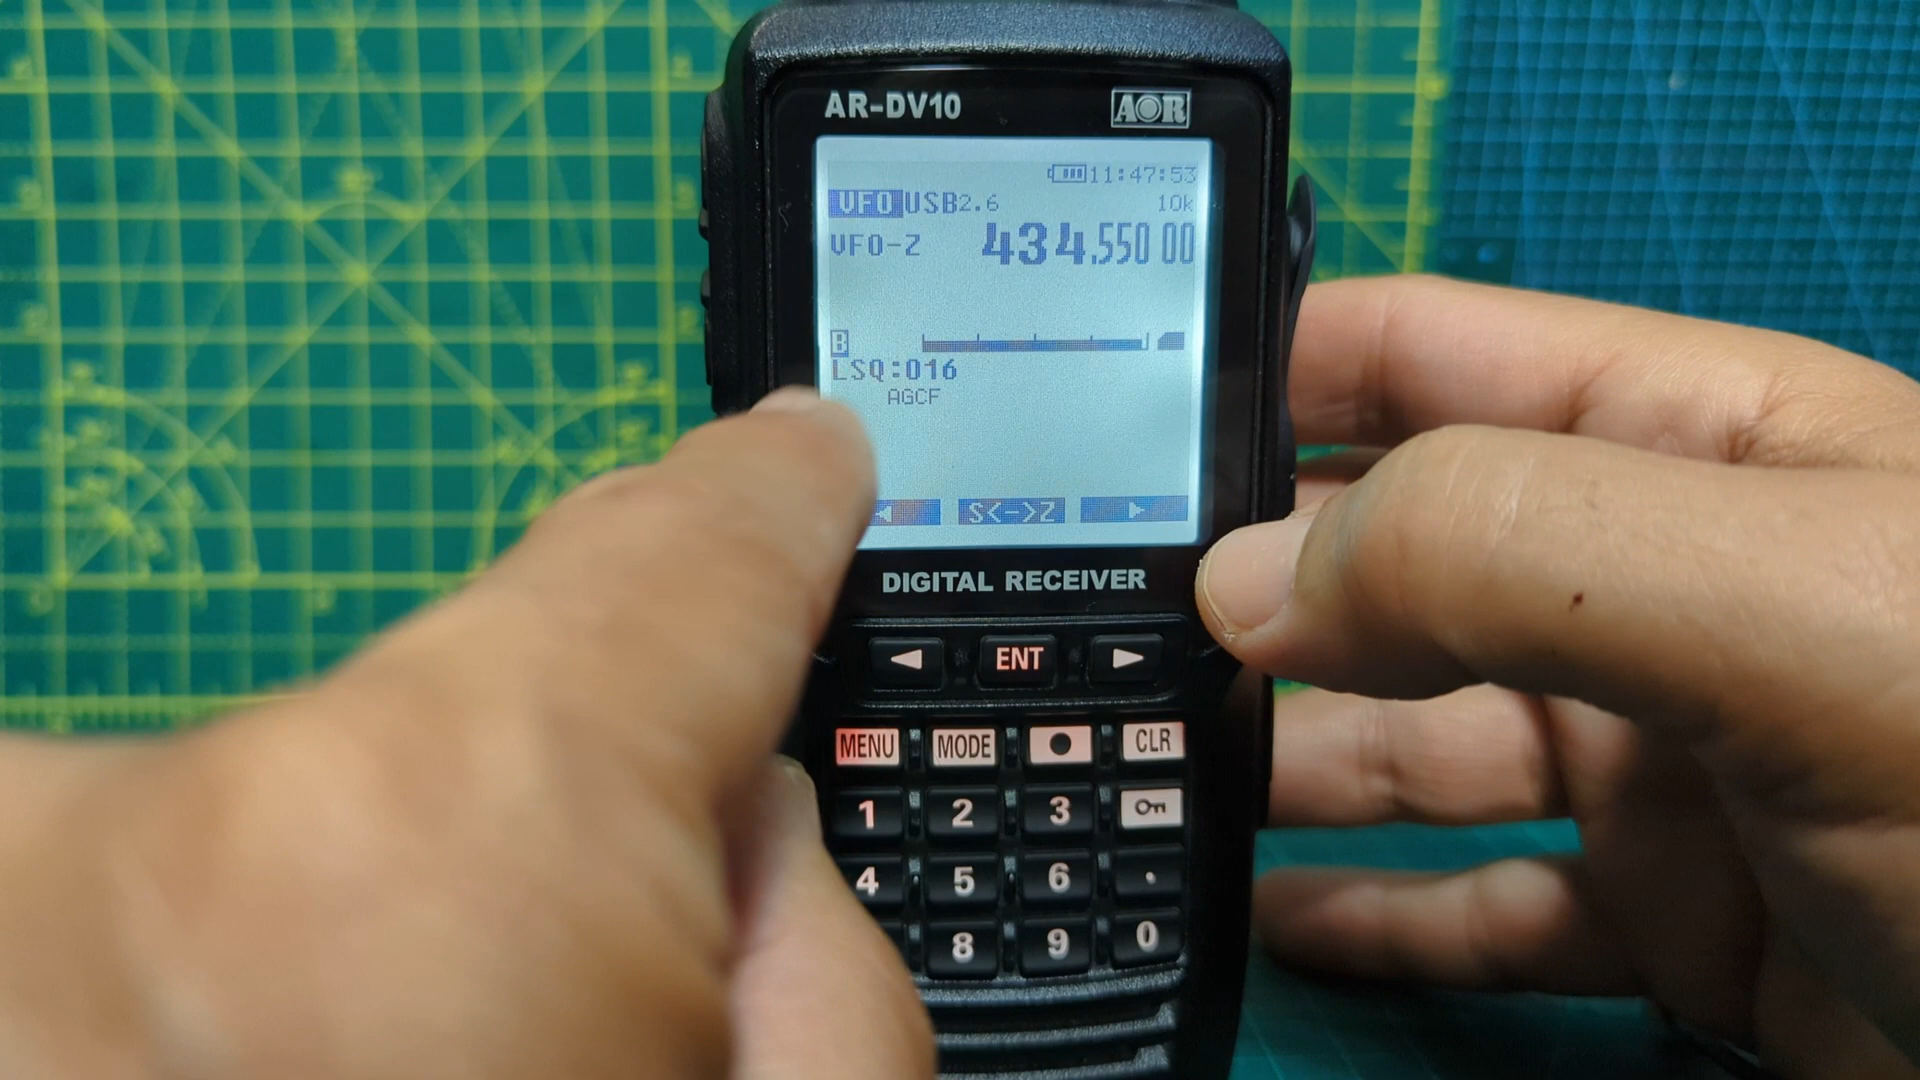 AR-DV10 AOR
11:47:53
VFO USB2.6 10k
VFO-Z 434.550 00
B
LSQ:016
AGCF
S<->Z
DIGITAL RECEIVER
ENT
MENU MODE CLR
1 2 3
4 5 6 .
8 9 0